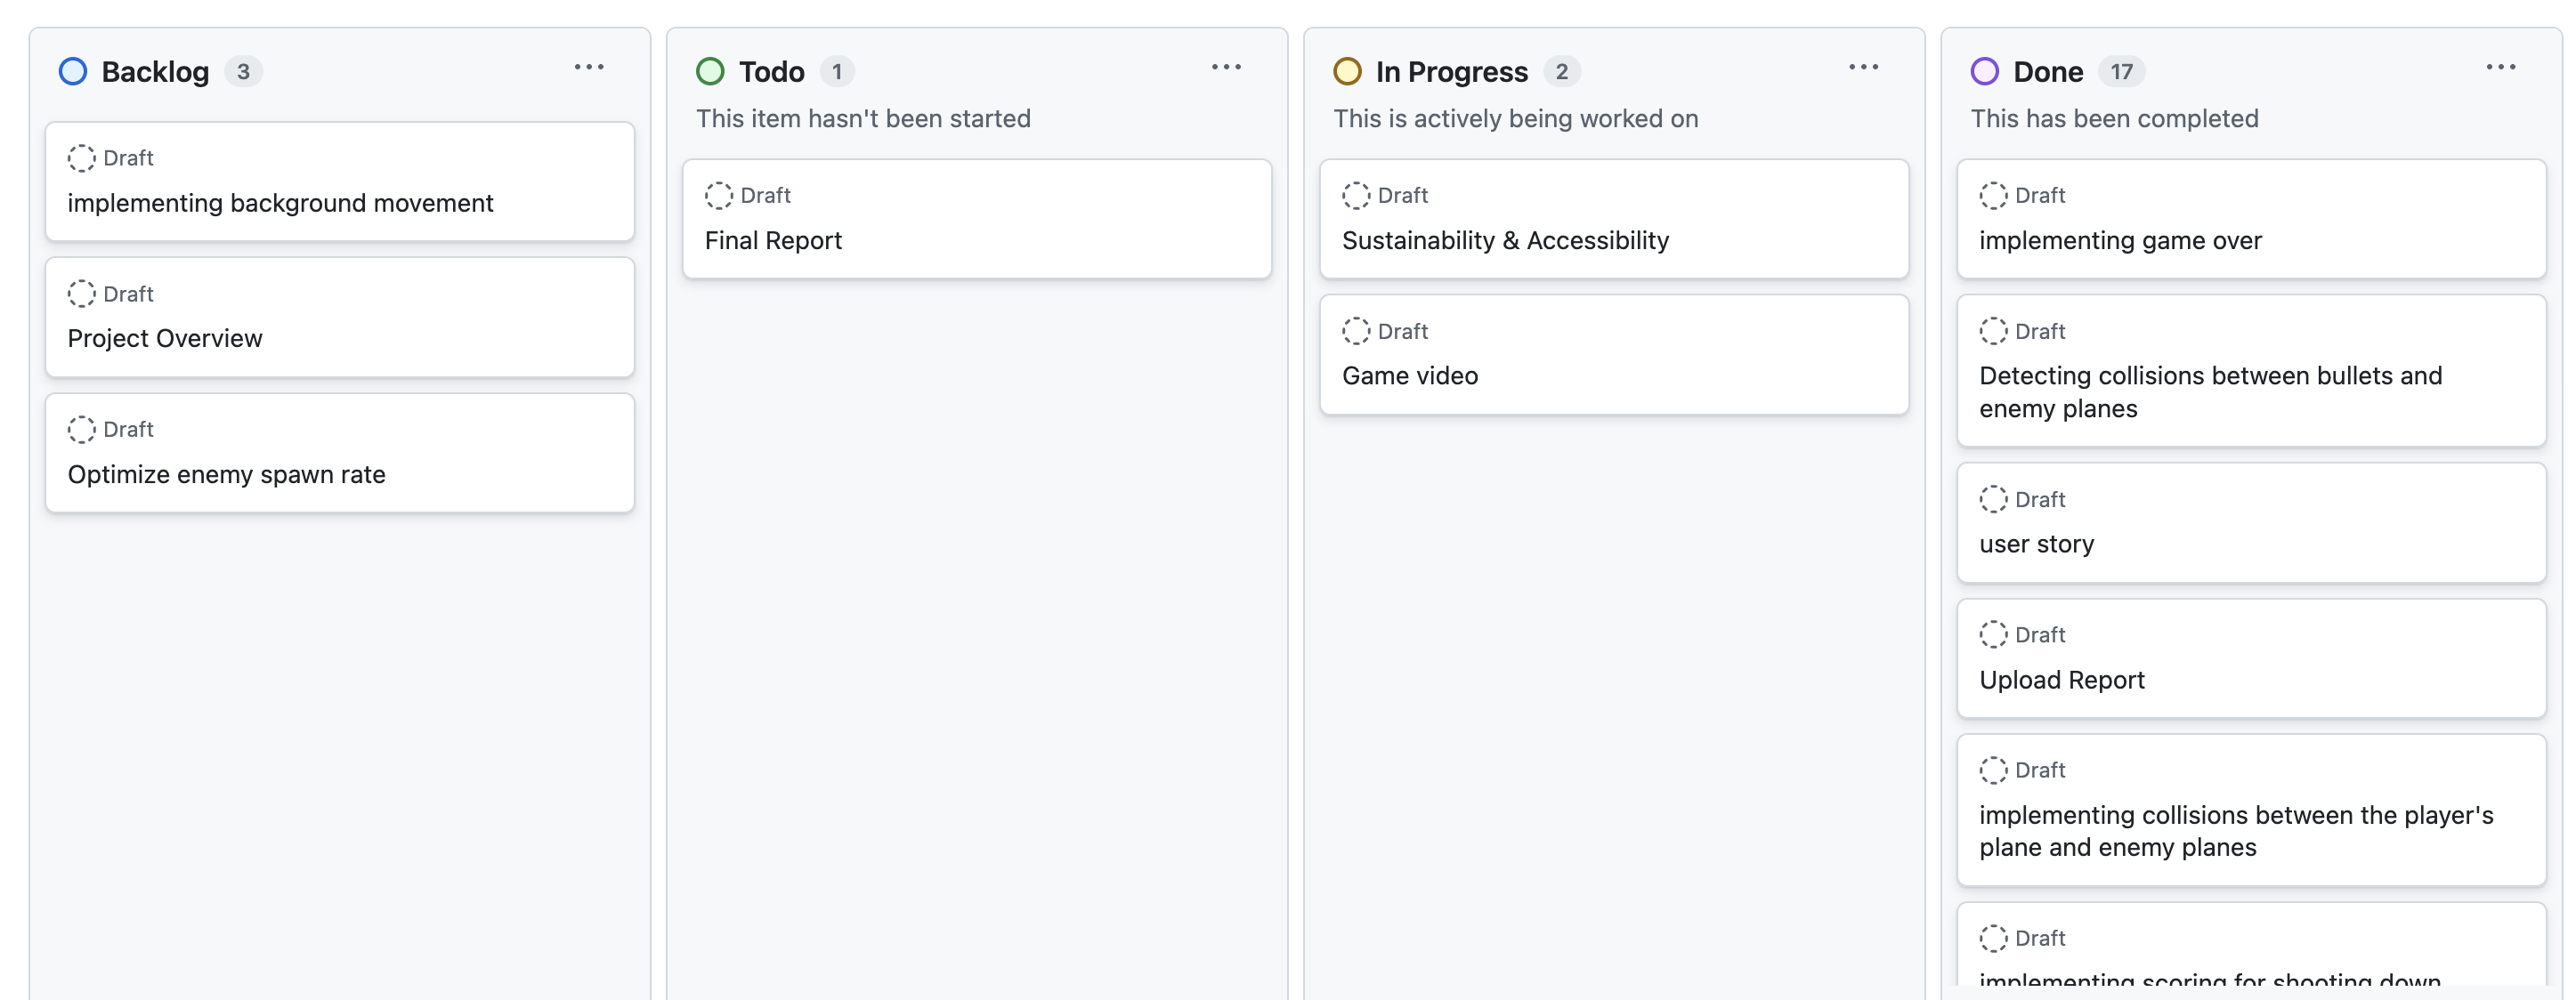 Backlog 3
Draft
implementing background movement
Draft
Project Overview
Draft
Optimize enemy spawn rate
Todo 1
This item hasn't been started
Draft
Final Report
In Progress 2
This is actively being worked on
Draft
Sustainability & Accessibility
Draft
Game video
Done 17
This has been completed
Draft
implementing game over
Draft
Detecting collisions between bullets and
enemy planes
Draft
user story
Draft
Upload Report
Draft
implementing collisions between the player's
plane and enemy planes
Draft
implementing scoring for shooting down